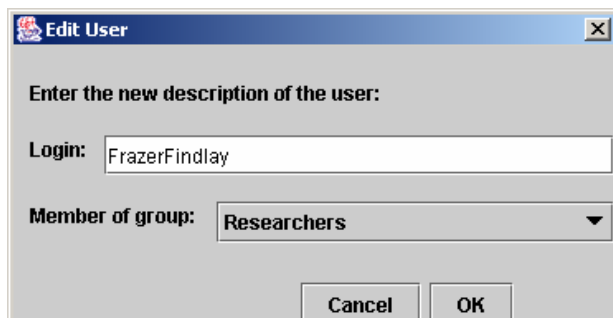 Edit User
Enter the new description of the user:
Login: FrazerFindlay
Member of group: Researchers
Cancel OK